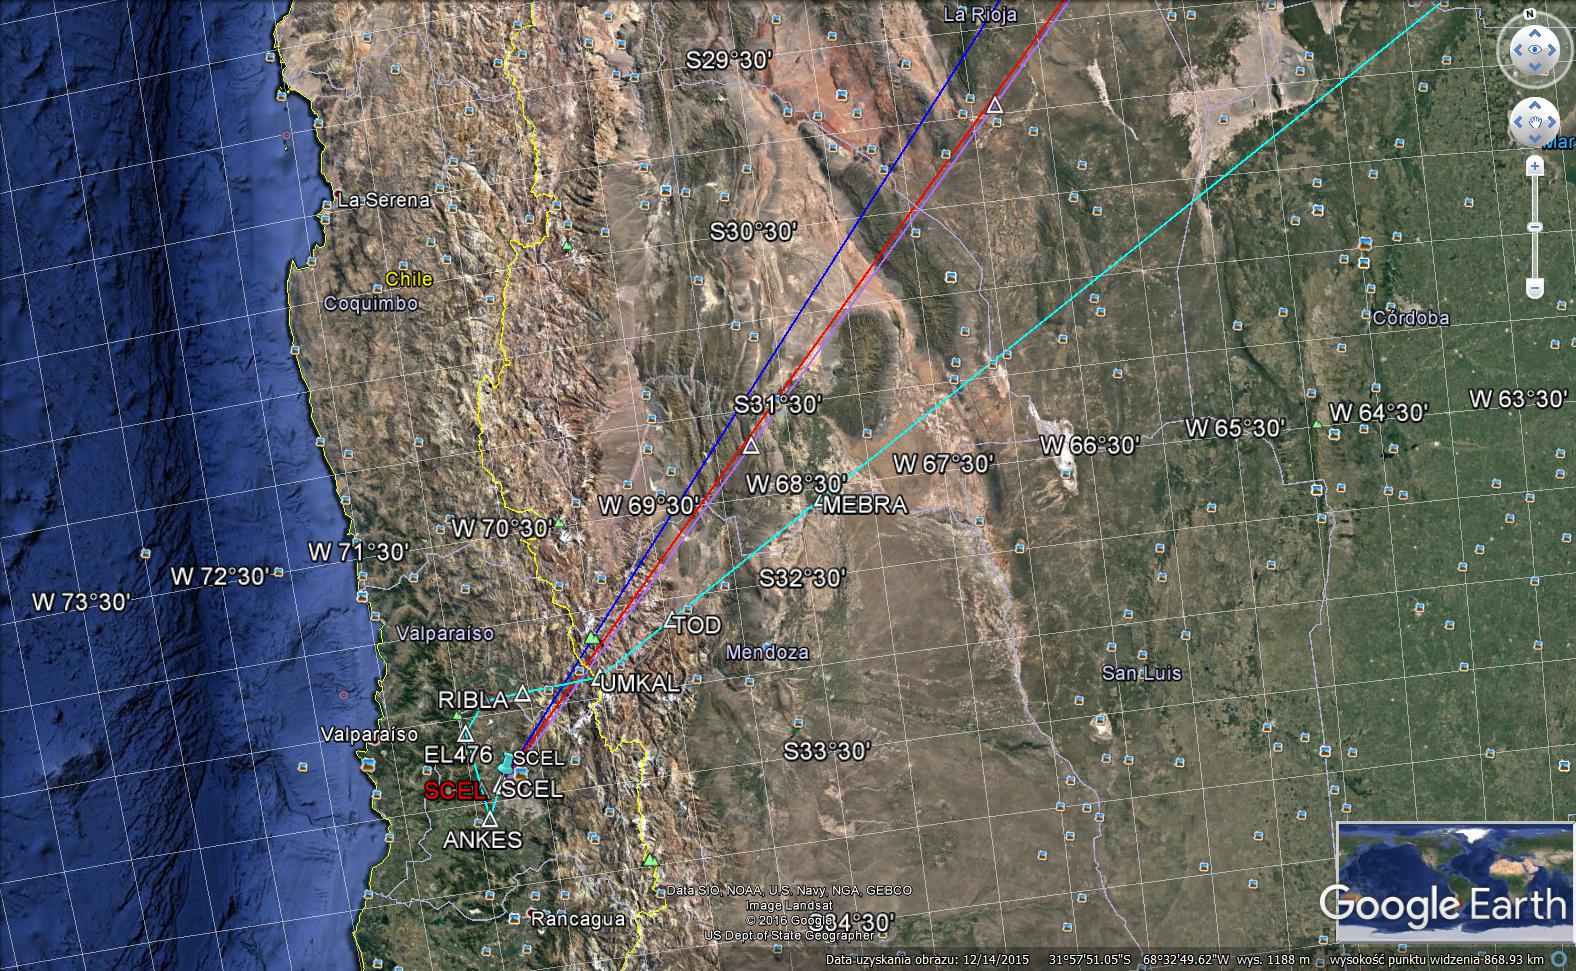 La Rioja
N
S29°30'
Mar
La Serena
S30°30'
Chile
Coquimbo
Córdoba
S31°30'
W 63°30'
W 64°30'
W 65°30'
W 66°30'
W 67°30'
W 68°30'
MEBRA
W 69°30'
W 70°30'
W 71°30'
W 72°30'
W 73°30'
S32°30'
TOD
Valparaíso
Mendoza
San Luis
UMKAL
RIBLA
Valparaíso
EL476
SCEL
S33°30'
SCEL
SCEL
ANKES
Data SIO, NOAA, U.S. Navy, NGA, GEBCO
Image Landsat
© 2016 Google
S34°30'
US Dept of State Geographer
Rancagua
Google Earth
Data uzyskania obrazu: 12/14/2015 31°57'51.05"S 68°32'49.62"W wys. 1188 m wysokość punktu widzenia 868.93 km